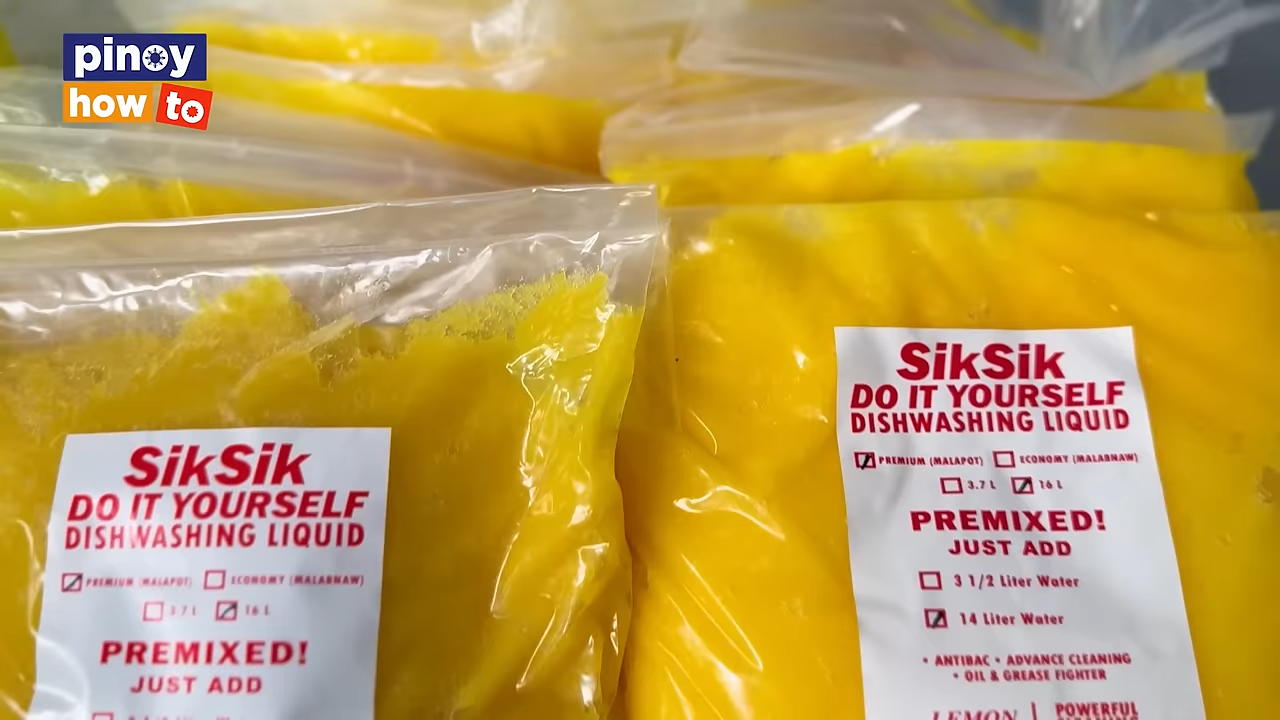 pinoy
how to
SikSik
DO IT YOURSELF
DISHWASHING LIQUID
PREMIUM (MALAPOT) ECONOMY (MALABNAW)
3.7 L 16 L
PREMIXED!
JUST ADD
SikSik
DO IT YOURSELF
DISHWASHING LIQUID
PREMIUM (MALAPOT) ECONOMY (MALABNAW)
3.7 L 16 L
PREMIXED!
JUST ADD
3 1/2 Liter Water
14 Liter Water
• ANTIBAC • ADVANCE CLEANING
• OIL & GREASE FIGHTER
LEMON | POWERFUL